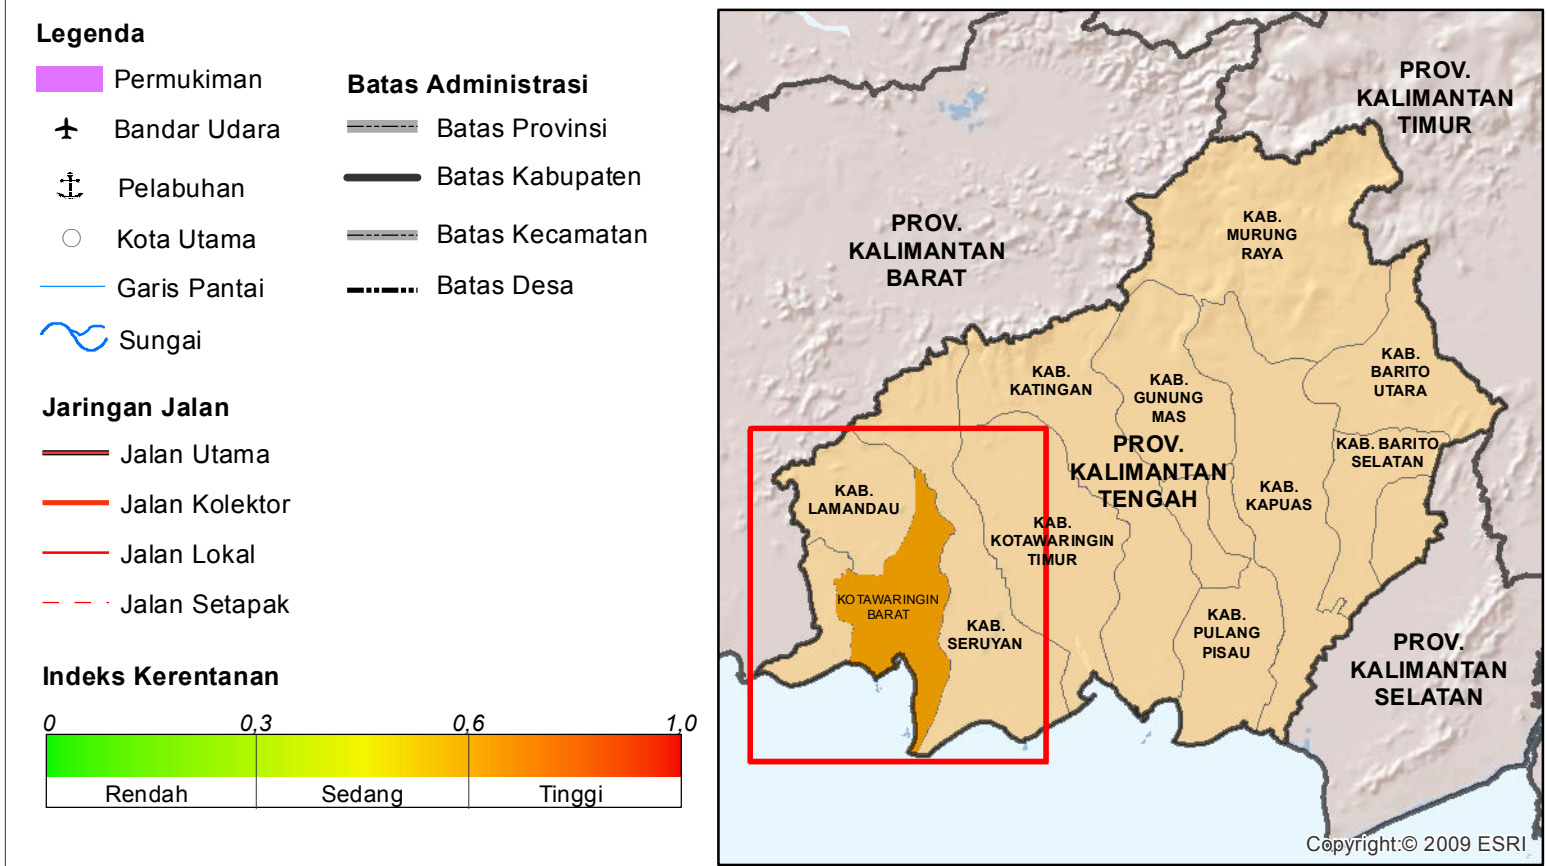 Legenda
Permukiman
Bandar Udara
Pelabuhan
Kota Utama
Garis Pantai
Sungai
Batas Administrasi
Batas Provinsi
Batas Kabupaten
Batas Kecamatan
Batas Desa
Jaringan Jalan
Jalan Utama
Jalan Kolektor
Jalan Lokal
Jalan Setapak
Indeks Kerentanan
0 0,3 0,6 1,0
Rendah Sedang Tinggi
PROV.
KALIMANTAN
TIMUR
PROV.
KALIMANTAN
BARAT
KAB.
MURUNG
RAYA
KAB.
BARITO
UTARA
KAB.
KATINGAN
KAB.
GUNUNG
MAS
PROV.
KALIMANTAN
TENGAH
KAB. BARITO
SELATAN
KAB.
LAMANDAU
KAB.
KAPUAS
KAB.
KOTAWARINGIN
TIMUR
KOTAWARINGIN
BARAT
KAB.
SERUYAN
KAB.
PULANG
PISAU
PROV.
KALIMANTAN
SELATAN
Copyright:© 2009 ESRI